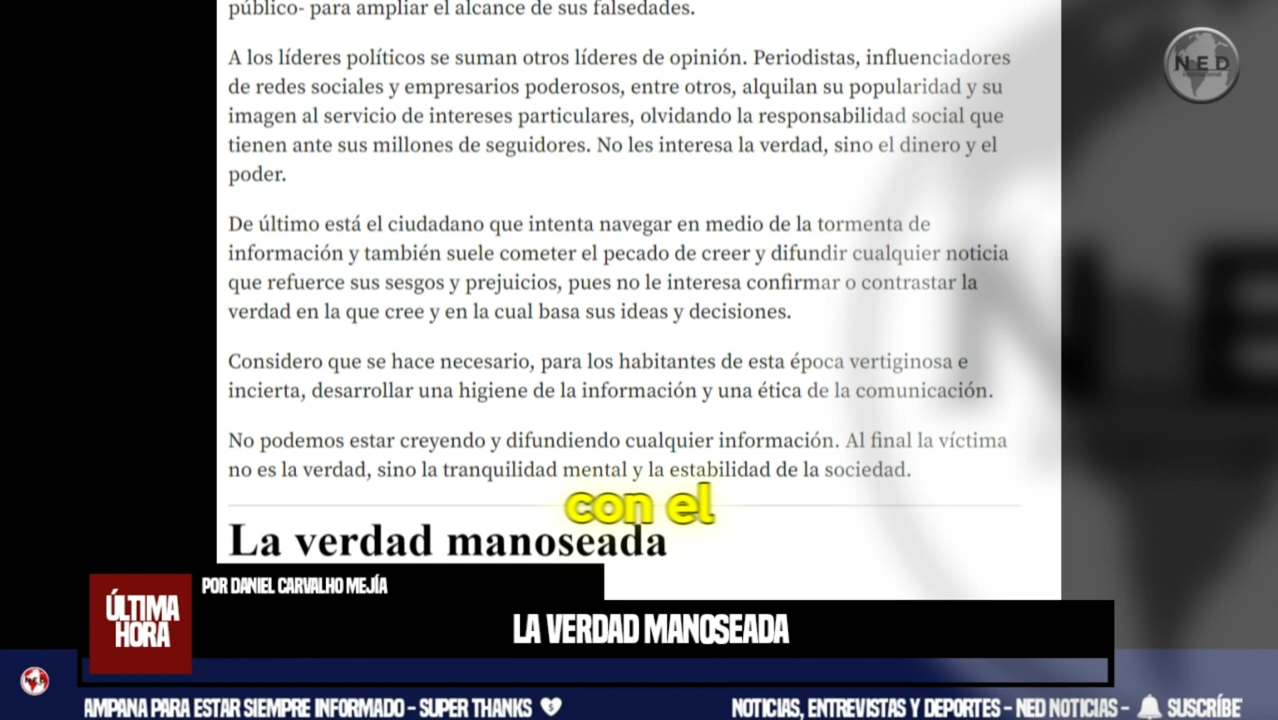 público- para ampliar el alcance de sus falsedades.
A los líderes políticos se suman otros líderes de opinión. Periodistas, influenciadores
de redes sociales y empresarios poderosos, entre otros, alquilan su popularidad y su
imagen al servicio de intereses particulares, olvidando la responsabilidad social que
tienen ante sus millones de seguidores. No les interesa la verdad, sino el dinero y el
poder.
De último está el ciudadano que intenta navegar en medio de la tormenta de
información y también suele cometer el pecado de creer y difundir cualquier noticia
que refuerce sus sesgos y prejuicios, pues no le interesa confirmar o contrastar la
verdad en la que cree y en la cual basa sus ideas y decisiones.
Considero que se hace necesario, para los habitantes de esta época vertiginosa e
incierta, desarrollar una higiene de la información y una ética de la comunicación.
No podemos estar creyendo y difundiendo cualquier información. Al final la víctima
no es la verdad, sino la tranquilidad mental y la estabilidad de la sociedad.
con el
La verdad manoseada
POR DANIEL CARVALHO MEJÍA
ÚLTIMA
HORA
LA VERDAD MANOSEADA
AMPANA PARA ESTAR SIEMPRE INFORMADO - SUPER THANKS
NOTICIAS, ENTREVISTAS Y DEPORTES - NED NOTICIAS - SUSCRÍBE
NED